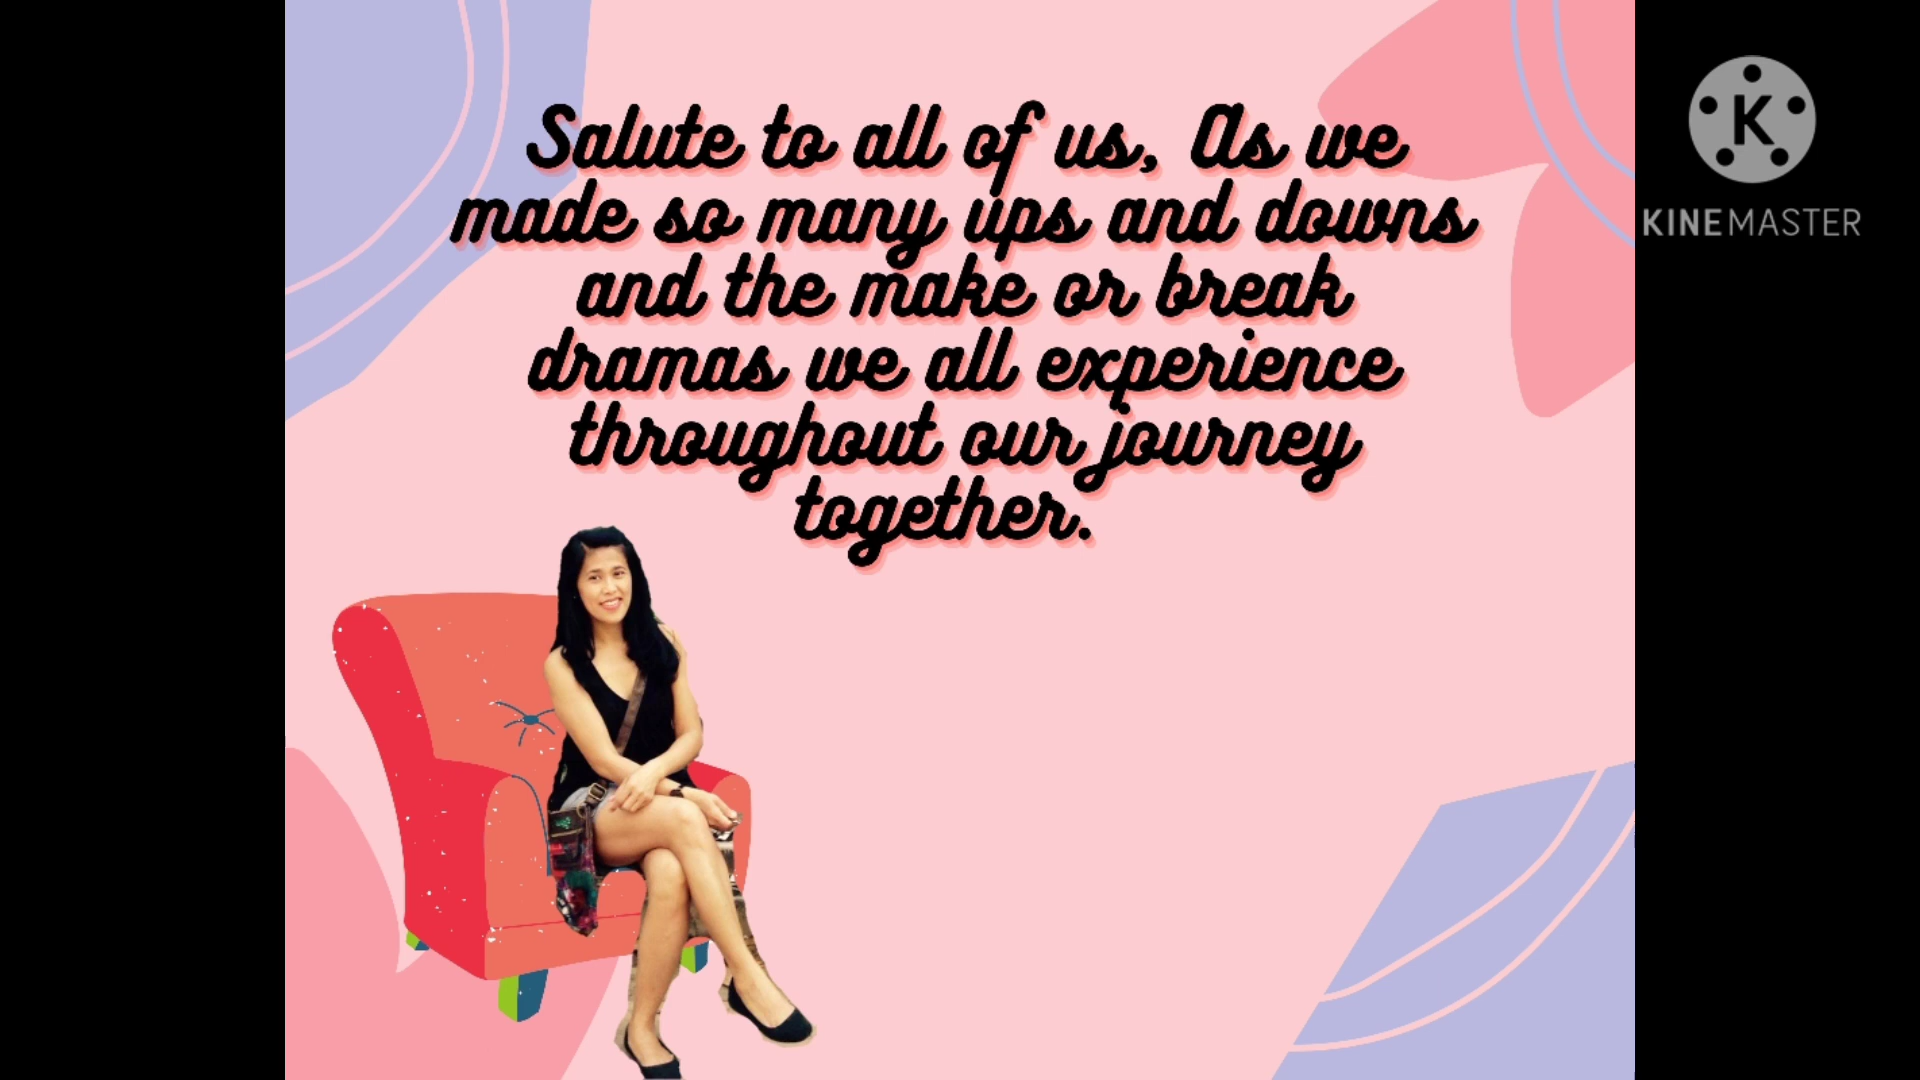 Salute to all of us, As we
made so many ups and downs
and the make or break
dramas we all experience
throughout our journey
together.
K
KINEMASTER